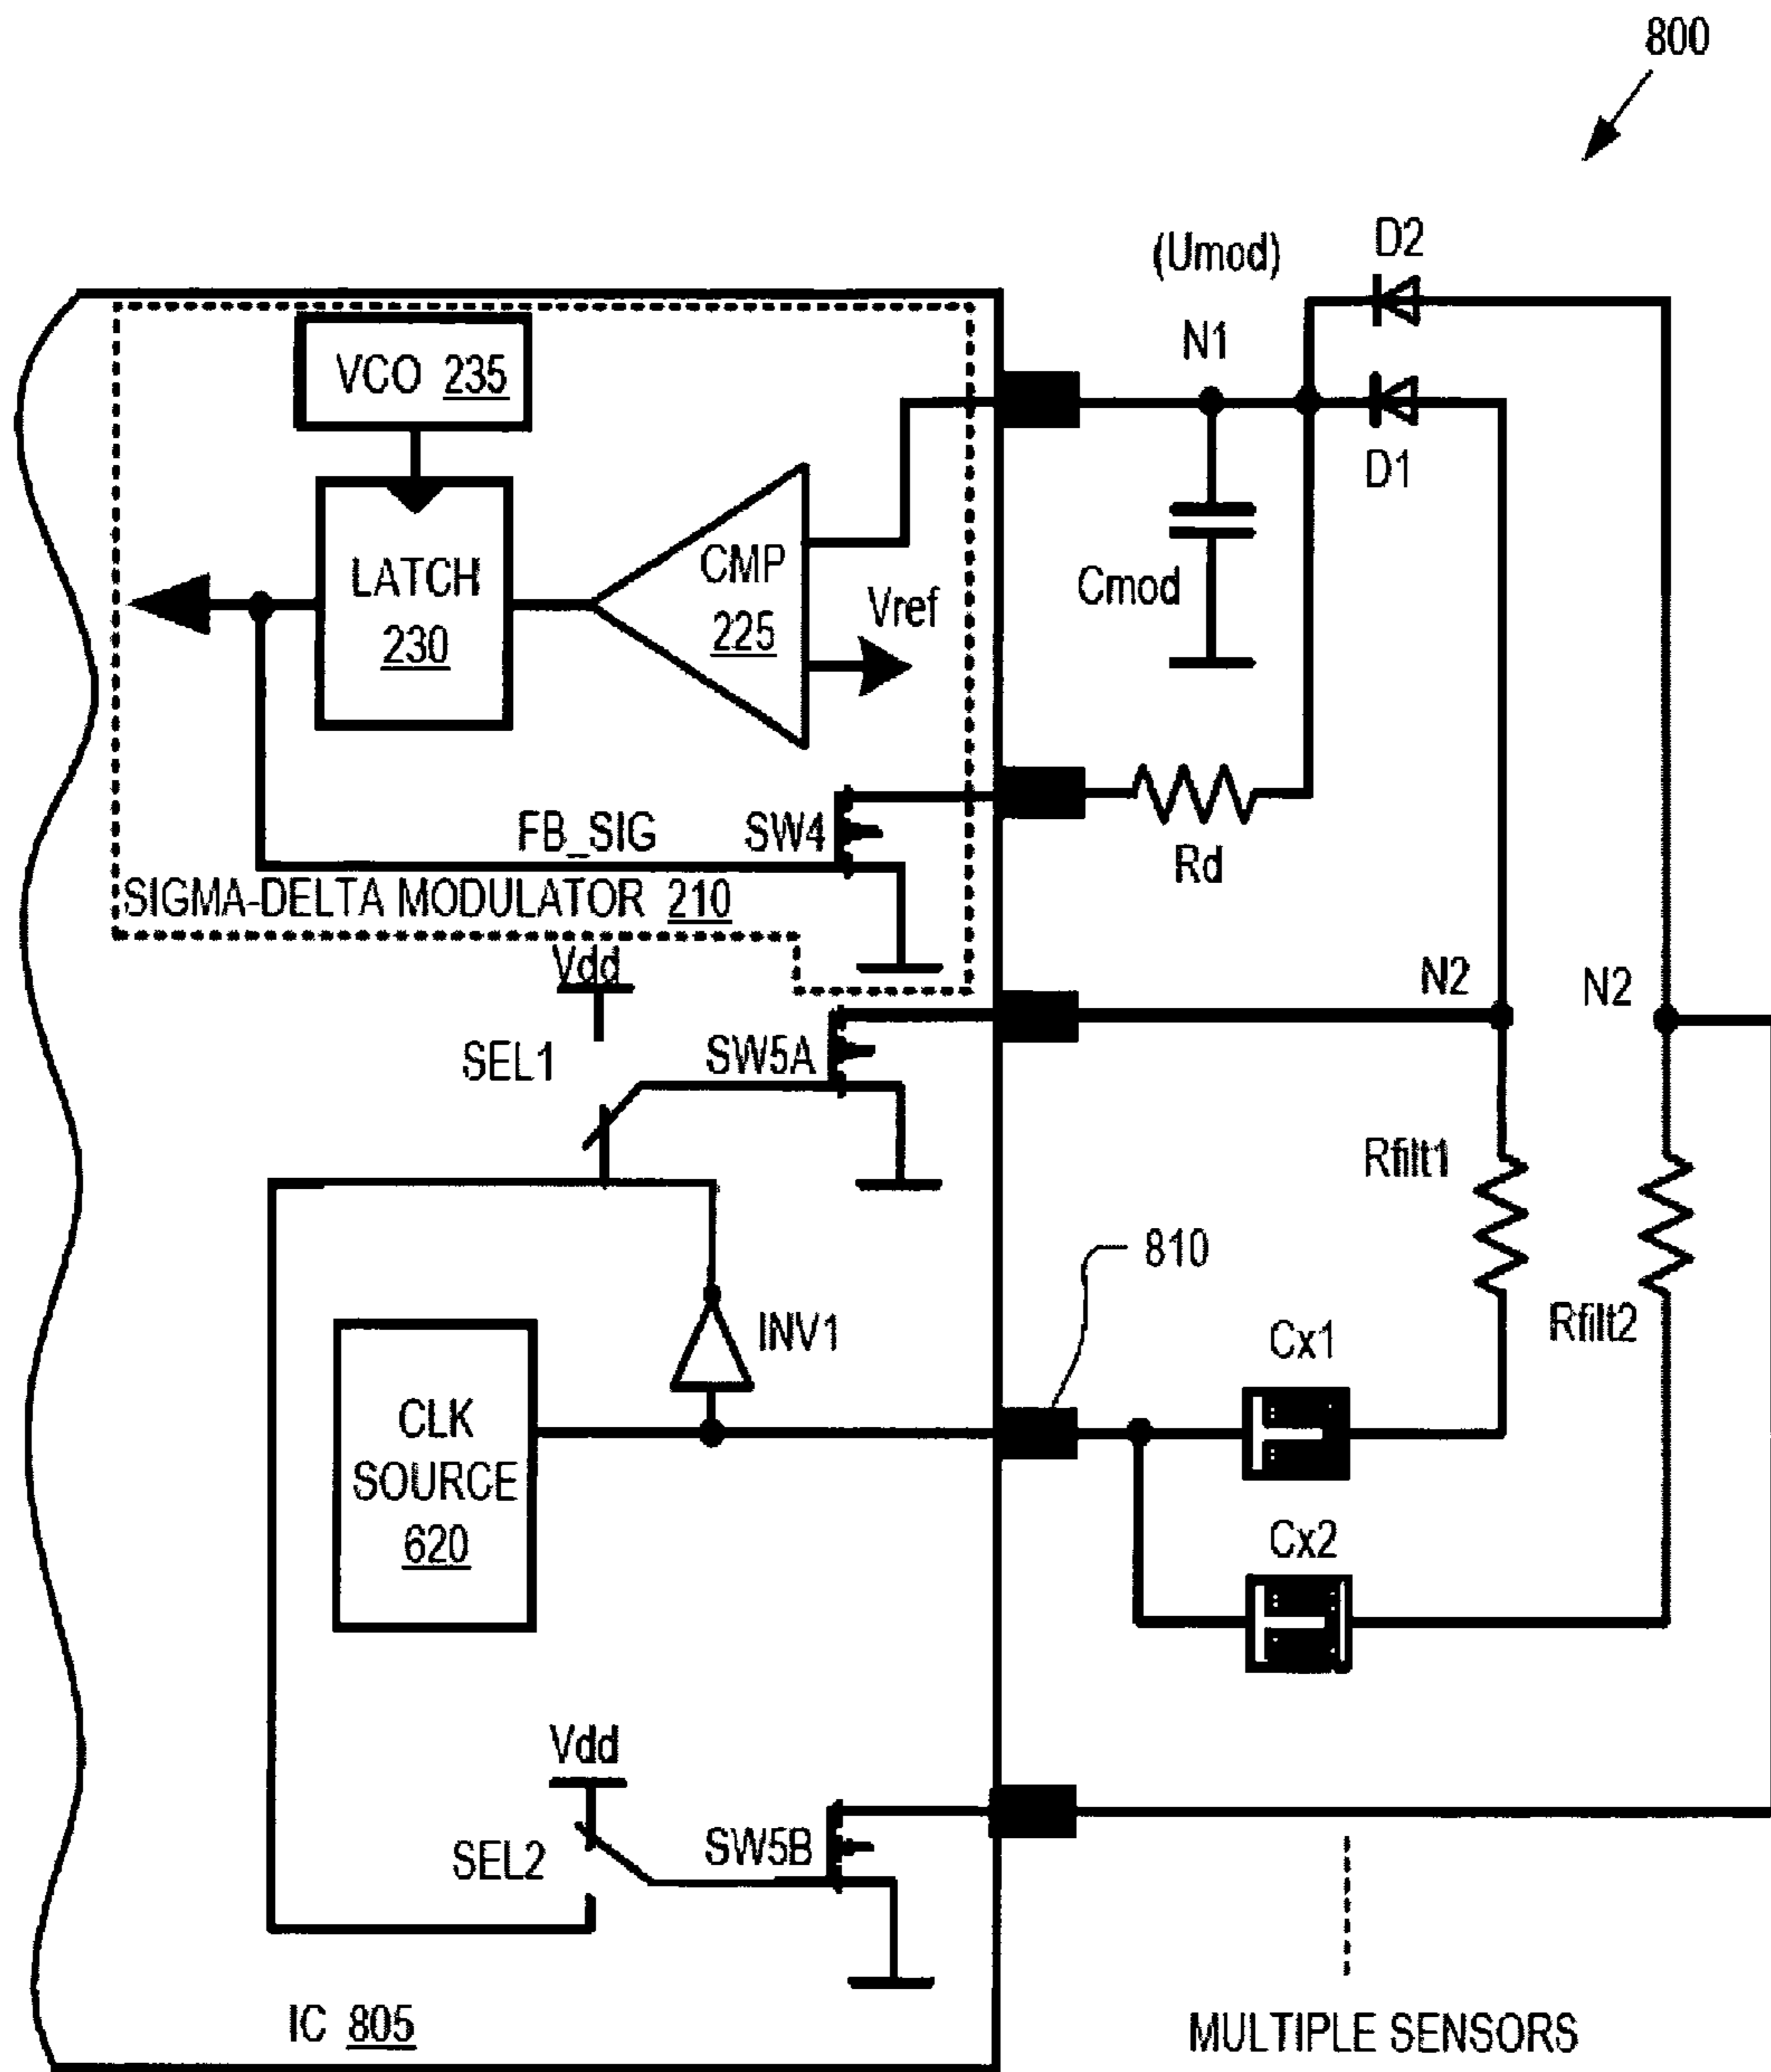 800
(Umod)
D2
N1
VCO 235
D1
LATCH
230
CMP
225
Vref
Cmod
FB_SIG
SW4
Rd
SIGMA-DELTA MODULATOR 210
Vdd
N2
N2
SEL1
SW5A
Rfilt1
810
INV1
Rfilt2
Cx1
CLK
SOURCE
620
Cx2
Vdd
SEL2
SW5B
IC 805
MULTIPLE SENSORS